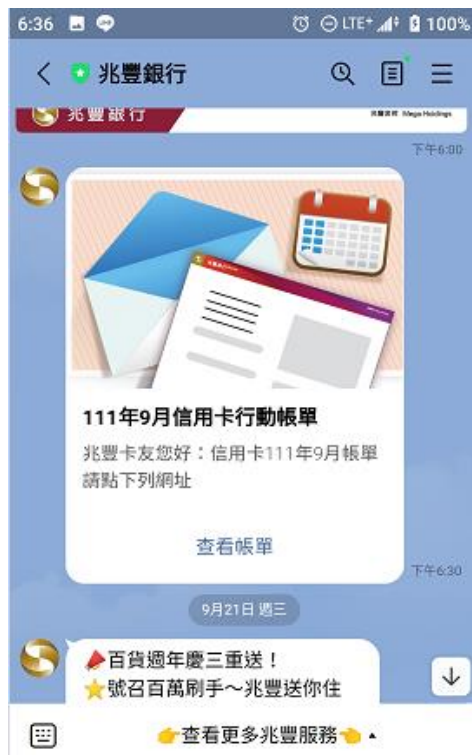 6:36
LTE+
100%
兆豐銀行
兆豐銀行
Mega Holdings
下午6:00
111年9月信用卡行動帳單
兆豐卡友您好：信用卡111年9月帳單
請點下列網址
查看帳單
下午6:30
9月21日 週三
📣百貨週年慶三重送！
⭐號召百萬刷手～兆豐送你住
👉查看更多兆豐服務👈